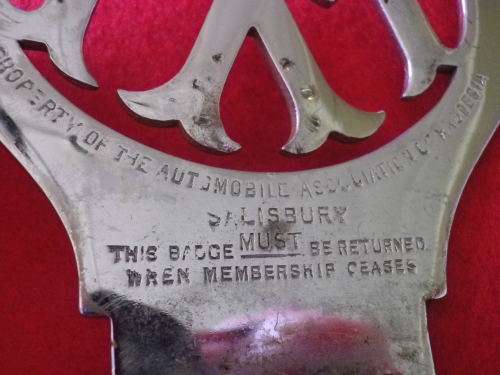 PROPERTY OF THE AUTOMOBILE ASSOCIATION OF RHODESIA
SALISBURY
THIS BADGE MUST BE RETURNED
WHEN MEMBERSHIP CEASES